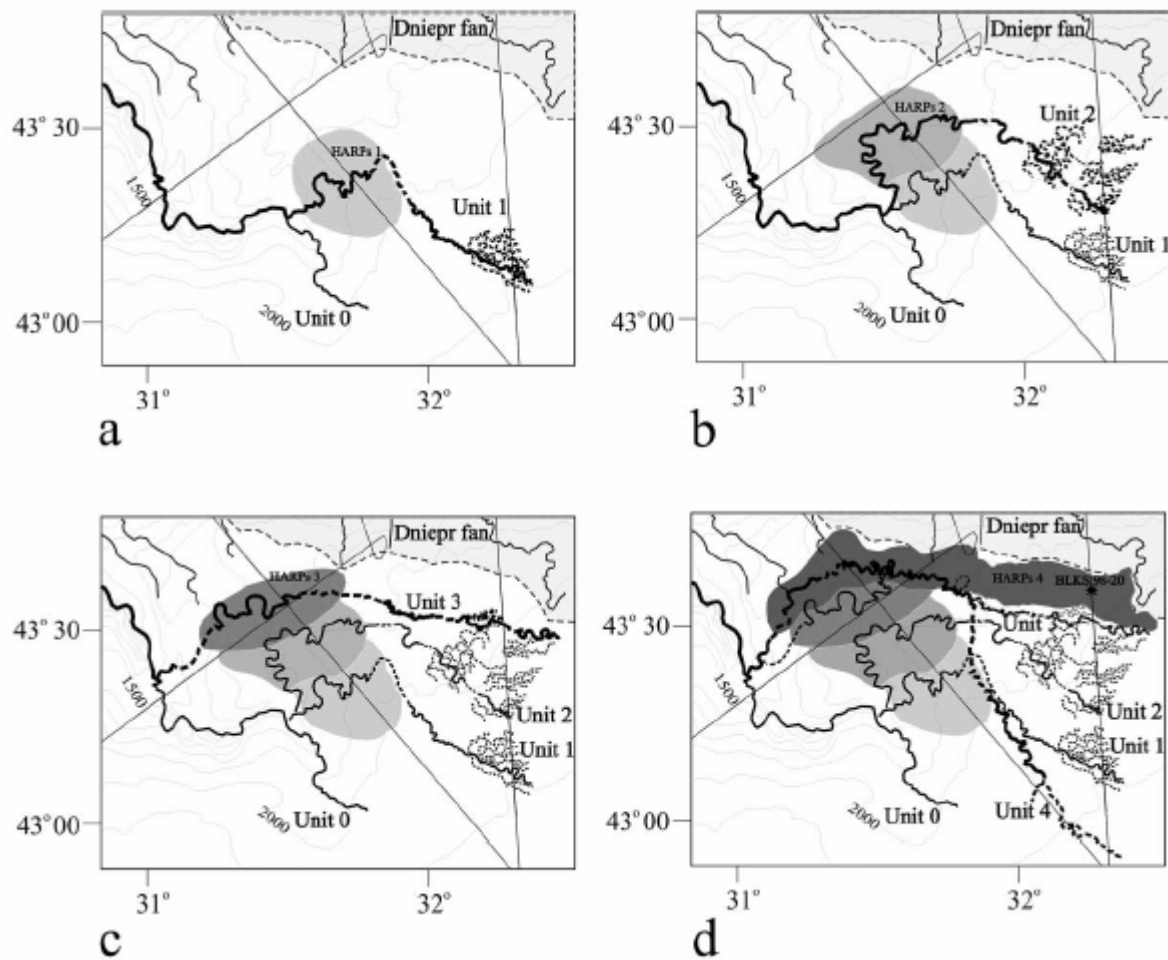 Dniepr fan
43° 30
HARPs 1
1500
Unit 1
43° 00
2000
Unit 0
31°
32°
a
Dniepr fan
HARPs 2
43° 30
Unit 2
1500
Unit 1
43° 00
2000
Unit 0
31°
32°
b
Dniepr fan
HARPs 3
Unit 3
43° 30
1500
Unit 2
Unit 1
43° 00
2000
Unit 0
31°
32°
c
Dniepr fan
HARPs 4
BLKS 98-20
43° 30
Unit 3
1500
Unit 2
Unit 1
43° 00
2000
Unit 0
Unit 4
31°
32°
d